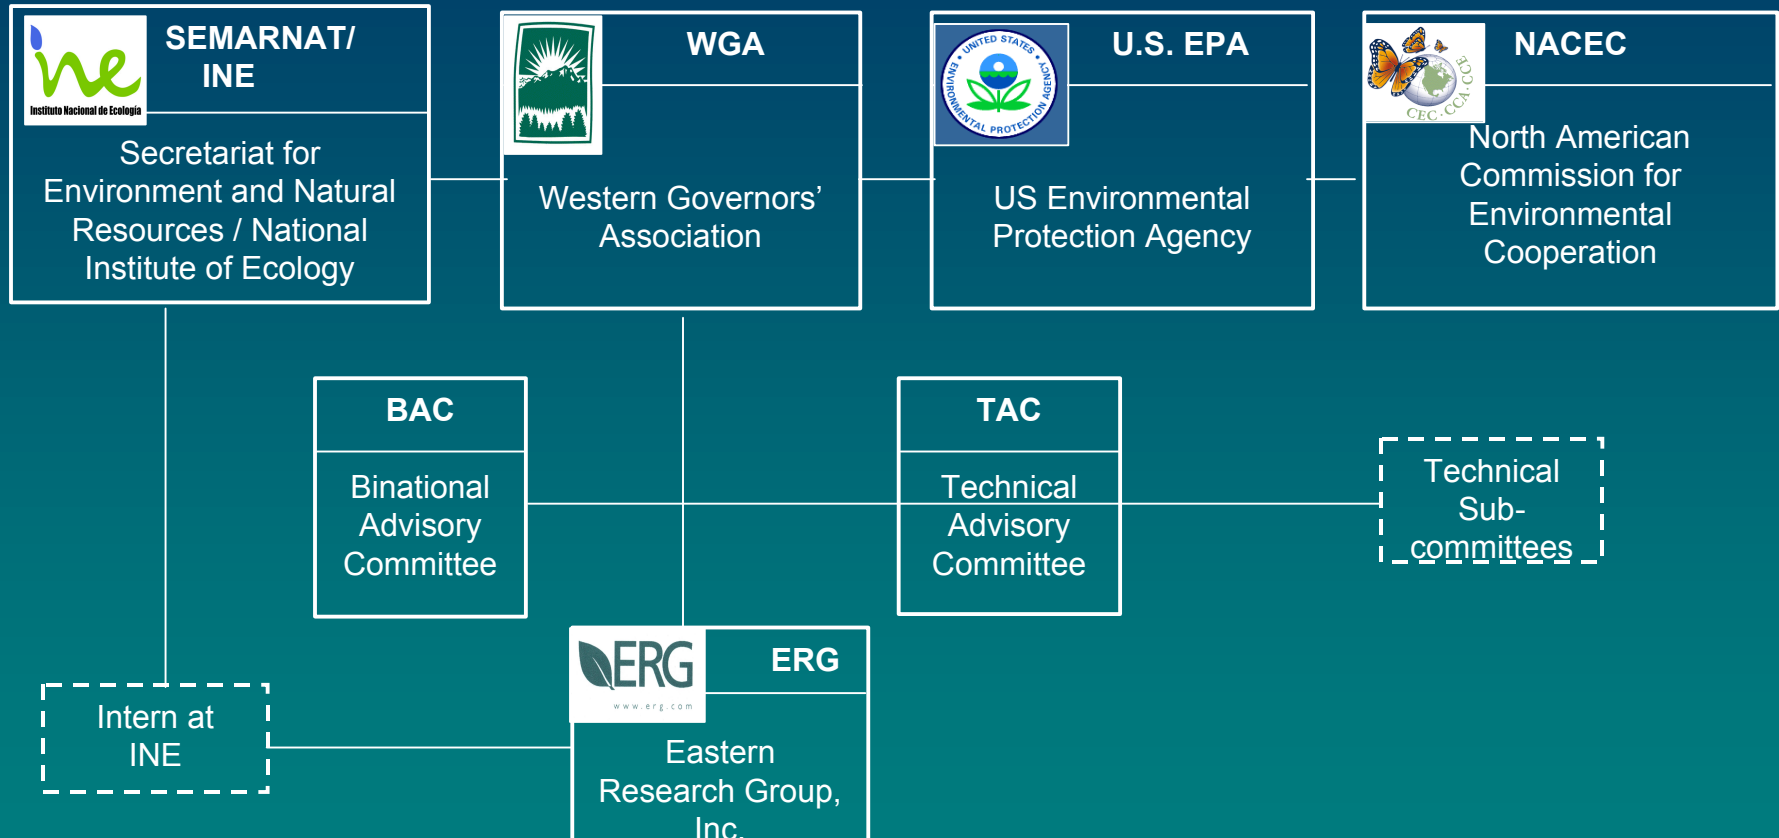 SEMARNAT/
INE
ine
Instituto Nacional de Ecología
Secretariat for
Environment and Natural
Resources / National
Institute of Ecology
WGA
Western Governors’
Association
U.S. EPA
UNITED STATES • ENVIRONMENTAL PROTECTION AGENCY •
US Environmental
Protection Agency
NACEC
CEC·CCA·CCE
North American
Commission for
Environmental
Cooperation
BAC
Binational
Advisory
Committee
TAC
Technical
Advisory
Committee
Technical
Sub-
committees
Intern at
INE
ERG
www.erg.com
ERG
Eastern
Research Group,
Inc.